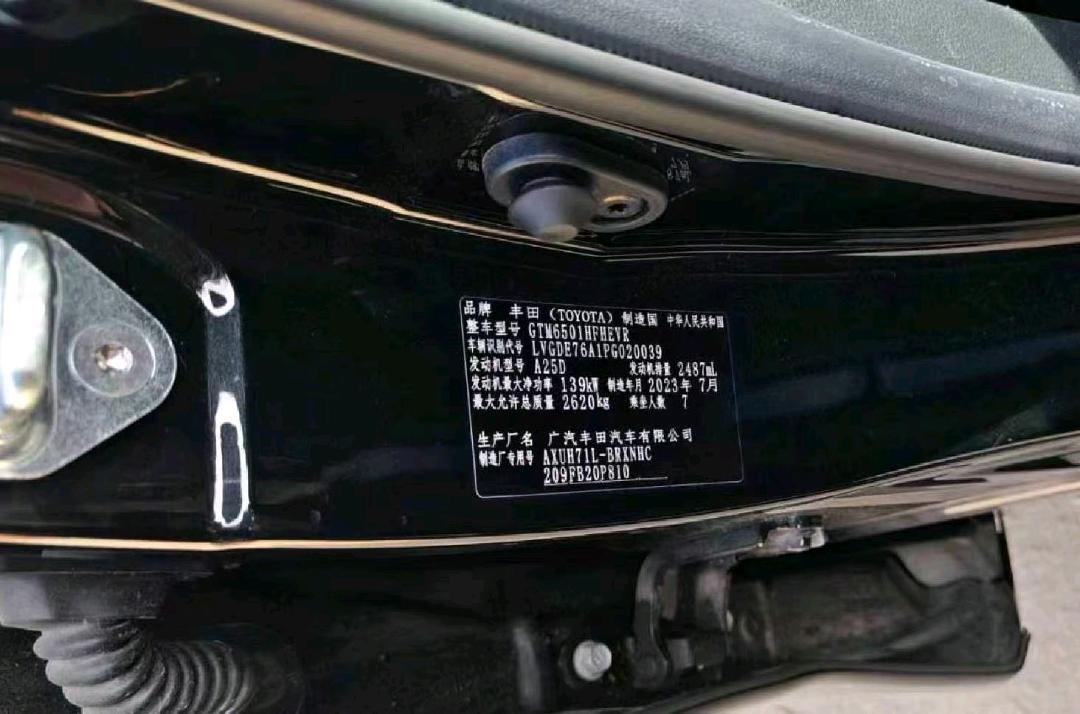 品牌 丰田（TOYOTA）制造国 中华人民共和国
整车型号 GTM6501HFHEVR
车辆识别代号 LVGDE76A1PG020039
发动机型号 A25D 发动机排量 2487mL
发动机最大净功率 139kW 制造年月 2023年 7月
最大允许总质量 2620kg 乘坐人数 7
生产厂名 广汽丰田汽车有限公司
制造厂专用号 AXUH71L-BRXNHC
209FB20P810